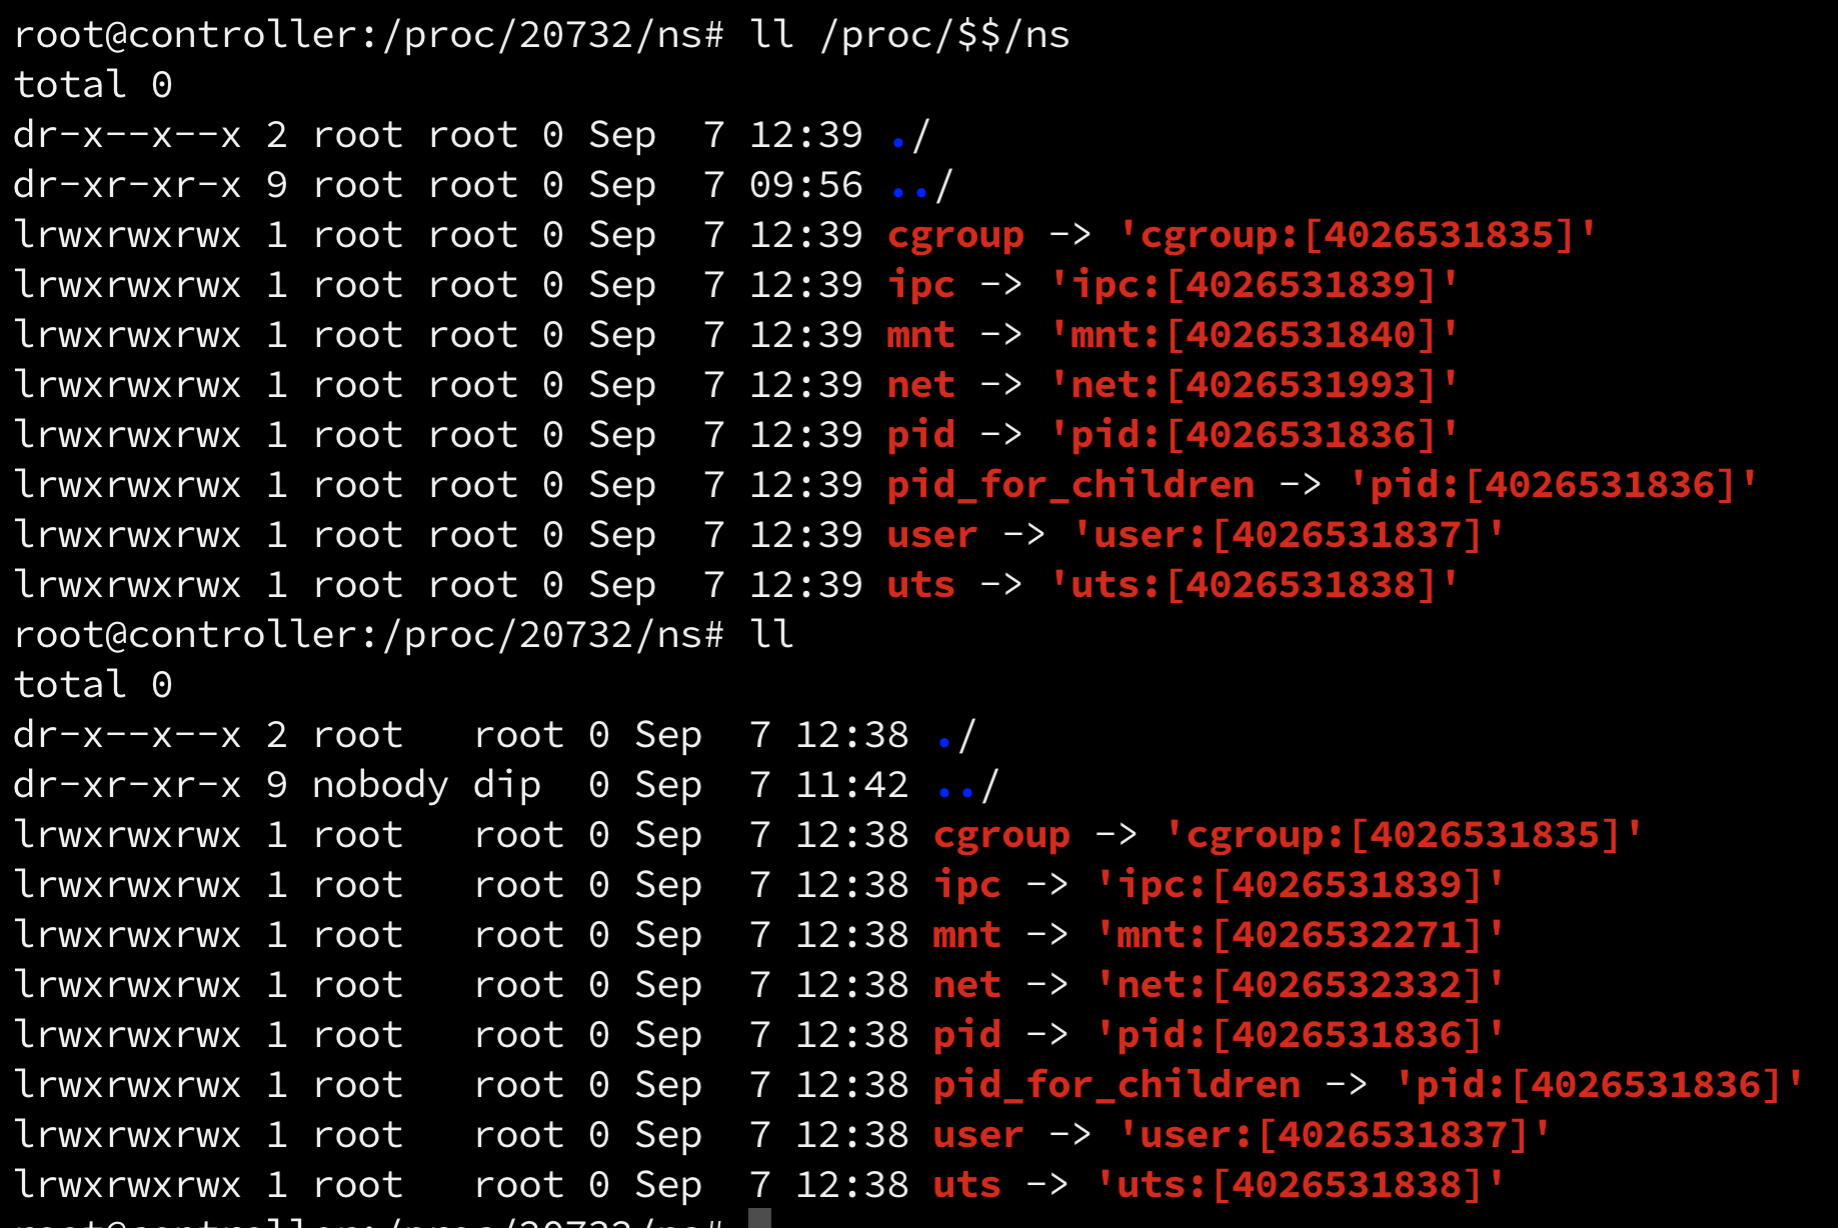 root@controller:/proc/20732/ns# ll /proc/$$/ns
total 0
dr-x--x--x 2 root root 0 Sep  7 12:39 ./
dr-xr-xr-x 9 root root 0 Sep  7 09:56 ../
lrwxrwxrwx 1 root root 0 Sep  7 12:39 cgroup -> 'cgroup:[4026531835]'
lrwxrwxrwx 1 root root 0 Sep  7 12:39 ipc -> 'ipc:[4026531839]'
lrwxrwxrwx 1 root root 0 Sep  7 12:39 mnt -> 'mnt:[4026531840]'
lrwxrwxrwx 1 root root 0 Sep  7 12:39 net -> 'net:[4026531993]'
lrwxrwxrwx 1 root root 0 Sep  7 12:39 pid -> 'pid:[4026531836]'
lrwxrwxrwx 1 root root 0 Sep  7 12:39 pid_for_children -> 'pid:[4026531836]'
lrwxrwxrwx 1 root root 0 Sep  7 12:39 user -> 'user:[4026531837]'
lrwxrwxrwx 1 root root 0 Sep  7 12:39 uts -> 'uts:[4026531838]'
root@controller:/proc/20732/ns# ll
total 0
dr-x--x--x 2 root   root 0 Sep  7 12:38 ./
dr-xr-xr-x 9 nobody dip  0 Sep  7 11:42 ../
lrwxrwxrwx 1 root   root 0 Sep  7 12:38 cgroup -> 'cgroup:[4026531835]'
lrwxrwxrwx 1 root   root 0 Sep  7 12:38 ipc -> 'ipc:[4026531839]'
lrwxrwxrwx 1 root   root 0 Sep  7 12:38 mnt -> 'mnt:[4026532271]'
lrwxrwxrwx 1 root   root 0 Sep  7 12:38 net -> 'net:[4026532332]'
lrwxrwxrwx 1 root   root 0 Sep  7 12:38 pid -> 'pid:[4026531836]'
lrwxrwxrwx 1 root   root 0 Sep  7 12:38 pid_for_children -> 'pid:[4026531836]'
lrwxrwxrwx 1 root   root 0 Sep  7 12:38 user -> 'user:[4026531837]'
lrwxrwxrwx 1 root   root 0 Sep  7 12:38 uts -> 'uts:[4026531838]'
root@controller:/proc/20732/ns#